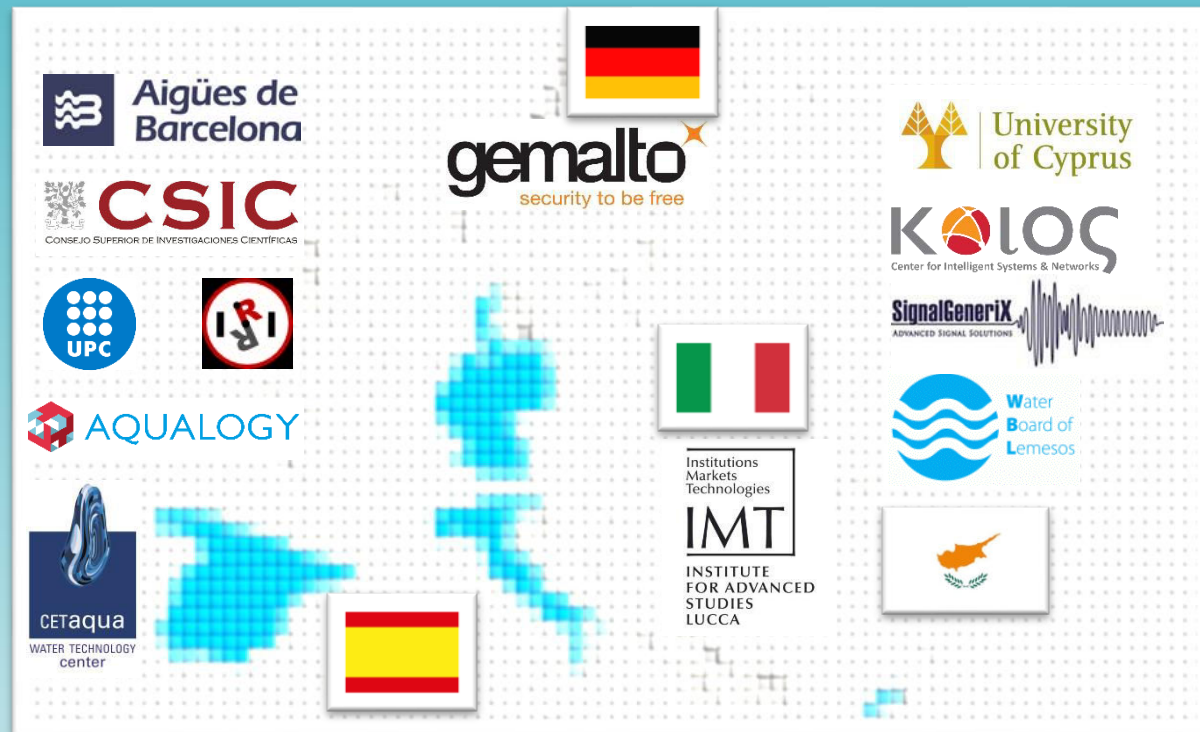 Aigües de
Barcelona
CSIC
CONSEJO SUPERIOR DE INVESTIGACIONES CIENTÍFICAS
UPC
IRI
AQUALOGY
CETaqua
WATER TECHNOLOGY
center
gemalto
security to be free
Institutions
Markets
Technologies
IMT
INSTITUTE
FOR ADVANCED
STUDIES
LUCCA
University
of Cyprus
KOIOς
Center for Intelligent Systems & Networks
SignalGeneriX
ADVANCED SIGNAL SOLUTIONS
Water
Board of
Lemesos